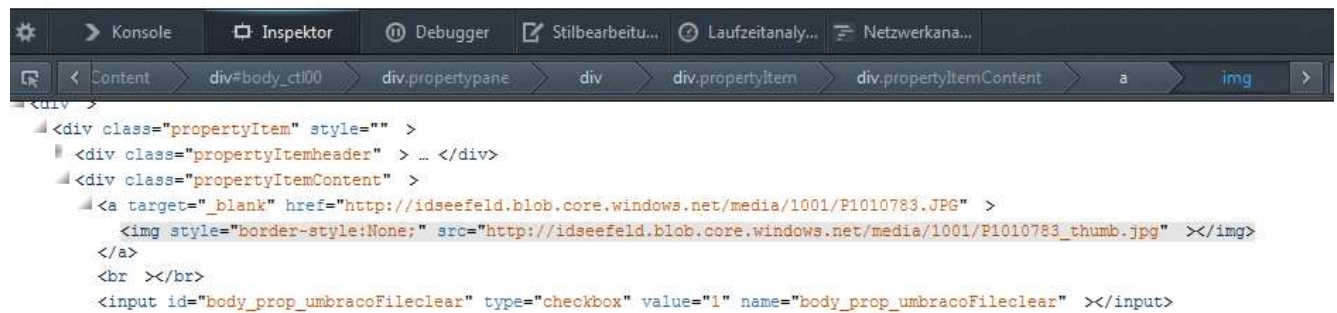 Konsole Inspektor Debugger Stilbearbeitu... Laufzeitanaly... Netzwerkana...
Content div#body_ctl00 div.propertypane div div.propertyItem div.propertyItemContent a img
<div >
<div class="propertyItem" style="" >
<div class="propertyItemheader" > … </div>
<div class="propertyItemContent" >
<a target="_blank" href="http://idseefeld.blob.core.windows.net/media/1001/P1010783.JPG" >
<img style="border-style:None;" src="http://idseefeld.blob.core.windows.net/media/1001/P1010783_thumb.jpg" ></img>
</a>
<br ></br>
<input id="body_prop_umbracoFileclear" type="checkbox" value="1" name="body_prop_umbracoFileclear" ></input>